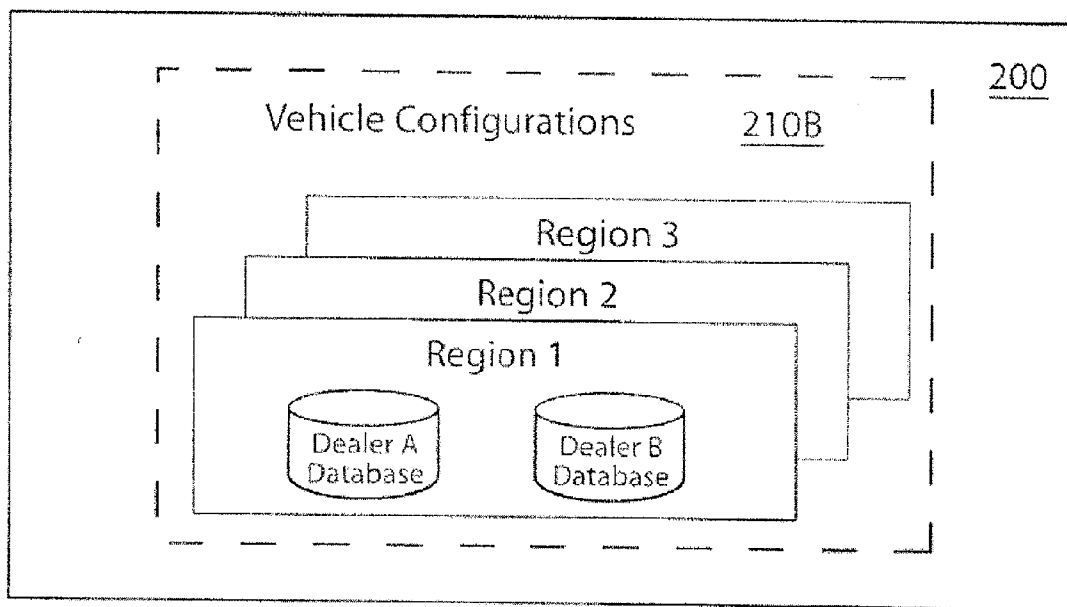 200
Vehicle Configurations 210B
Region 3
Region 2
Region 1
Dealer A
Database
Dealer B
Database